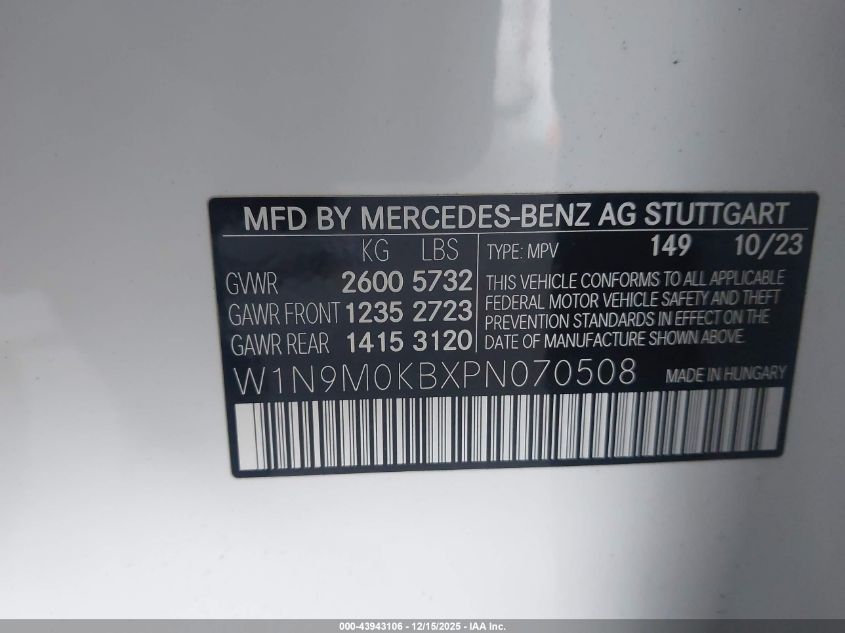 MFD BY MERCEDES-BENZ AG STUTTGART
KG LBS
GVWR 2600 5732
GAWR FRONT 1235 2723
GAWR REAR 1415 3120
TYPE: MPV 149 10/23
THIS VEHICLE CONFORMS TO ALL APPLICABLE
FEDERAL MOTOR VEHICLE SAFETY AND THEFT
PREVENTION STANDARDS IN EFFECT ON THE
DATE OF MANUFACTURE SHOWN ABOVE.
W1N9M0KBXPN070508 MADE IN HUNGARY
000-43943106 - 12/15/2025 - IAA Inc.